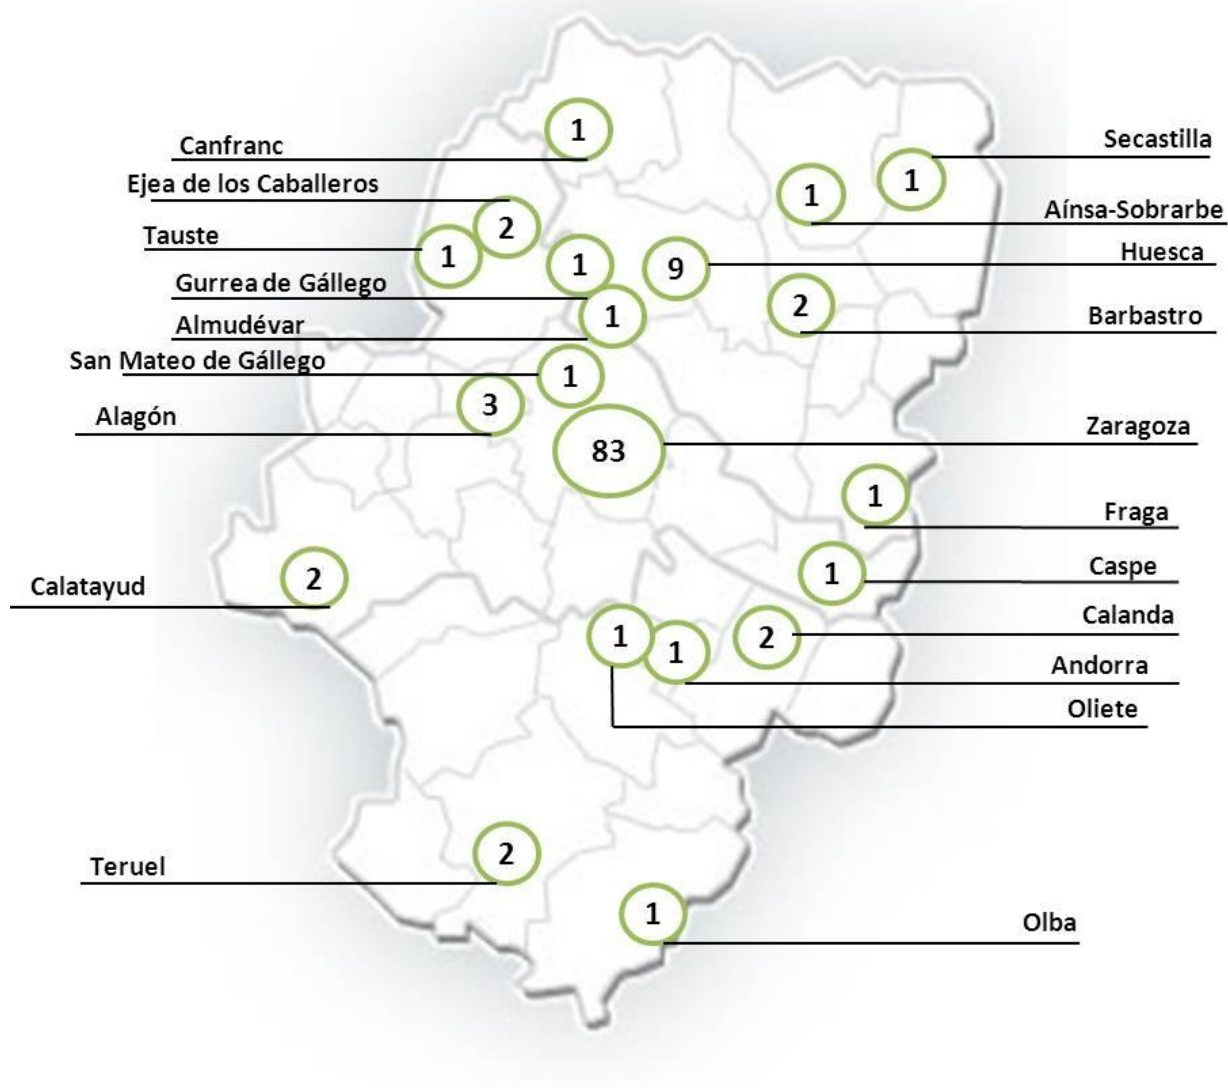 1
Canfranc
Secastilla
1
Ejea de los Caballeros
1
Aínsa-Sobrarbe
2
Tauste
1
1
9
Huesca
Gurrea de Gállego
2
Barbastro
Almudévar
1
San Mateo de Gállego
1
Alagón
3
83
Zaragoza
1
Fraga
Calatayud
2
1
Caspe
Calanda
1
1
2
Andorra
Oliete
Teruel
2
1
Olba